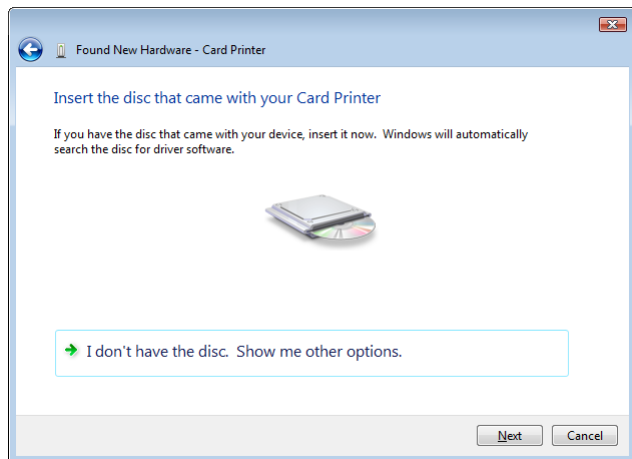 Found New Hardware - Card Printer
Insert the disc that came with your Card Printer
If you have the disc that came with your device, insert it now.  Windows will automatically
search the disc for driver software.
I don't have the disc.  Show me other options.
Next Cancel